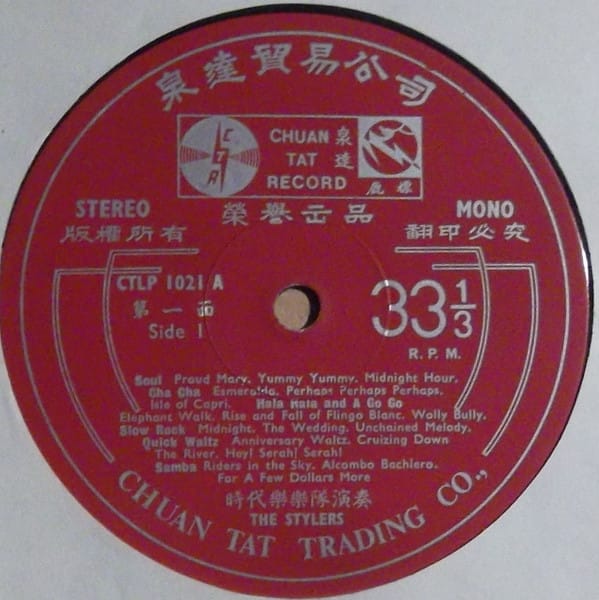 泉達貿易公司
CTR
CHUAN
TAT
RECORD
泉達
鹿標
榮譽出品
STEREO
MONO
版權所有
翻印必究
CTLP 1021 A
第一面
Side 1
33 1/3
R. P. M.
Soul Proud Mary, Yummy Yummy, Midnight Hour,
Cha Cha Esmeralda, Perhaps Perhaps Perhaps,
Isle of Capri. Hala Hala and A Go Go
Elephant Walk, Rise and Fall of Flingo Blanc, Wolly Bully,
Slow Rock Midnight, The Wedding, Unchained Melody,
Quick Waltz Anniversary Waltz, Cruizing Down
The River, Hey! Serah! Serah!
Samba Riders in the Sky, Alcombo Bachlero,
For A Few Dollars More
時代樂樂隊演奏
THE STYLERS
CHUAN TAT TRADING CO.,